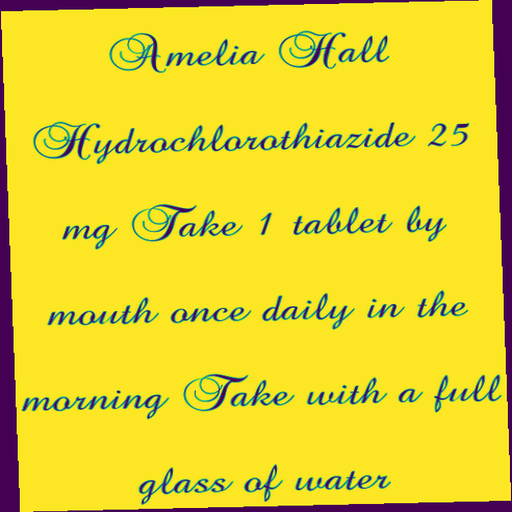 Amelia Hall
Hydrochlorothiazide 25
mg Take 1 tablet by
mouth once daily in the
morning Take with a full
glass of water